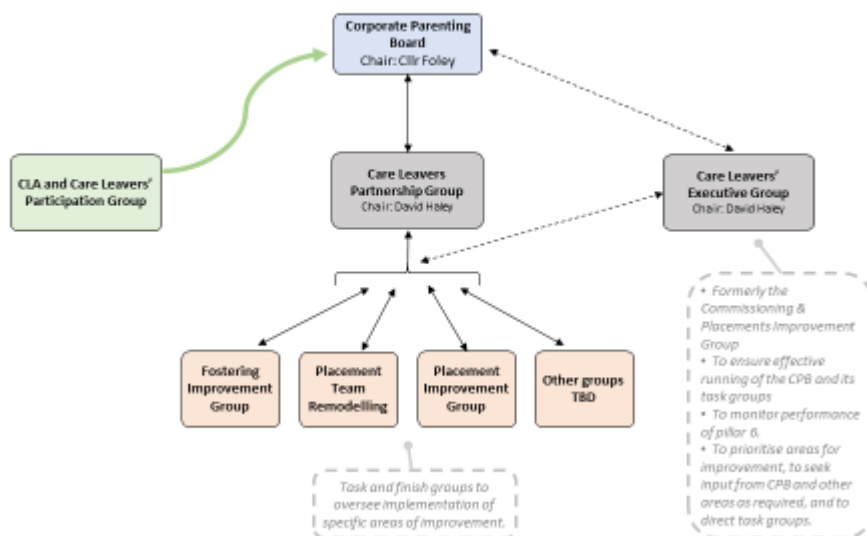 Corporate Parenting
Board
Chair: Cllr Foley
CLA and Care Leavers'
Participation Group
Care Leavers
Partnership Group
Chair: David Haley
Care Leavers'
Executive Group
Chair: David Haley
• Formerly the
Commissioning &
Placements Improvement
Group
• To ensure effective
running of the CPB and its
task groups
• To monitor performance
of pillar 6.
• To prioritise areas for
improvement, to seek
input from CPB and other
areas as required, and to
direct task groups.
Fostering
Improvement
Group
Placement
Team
Remodelling
Placement
Improvement
Group
Other groups
TBD
Task and finish groups to
oversee implementation of
specific areas of improvement.